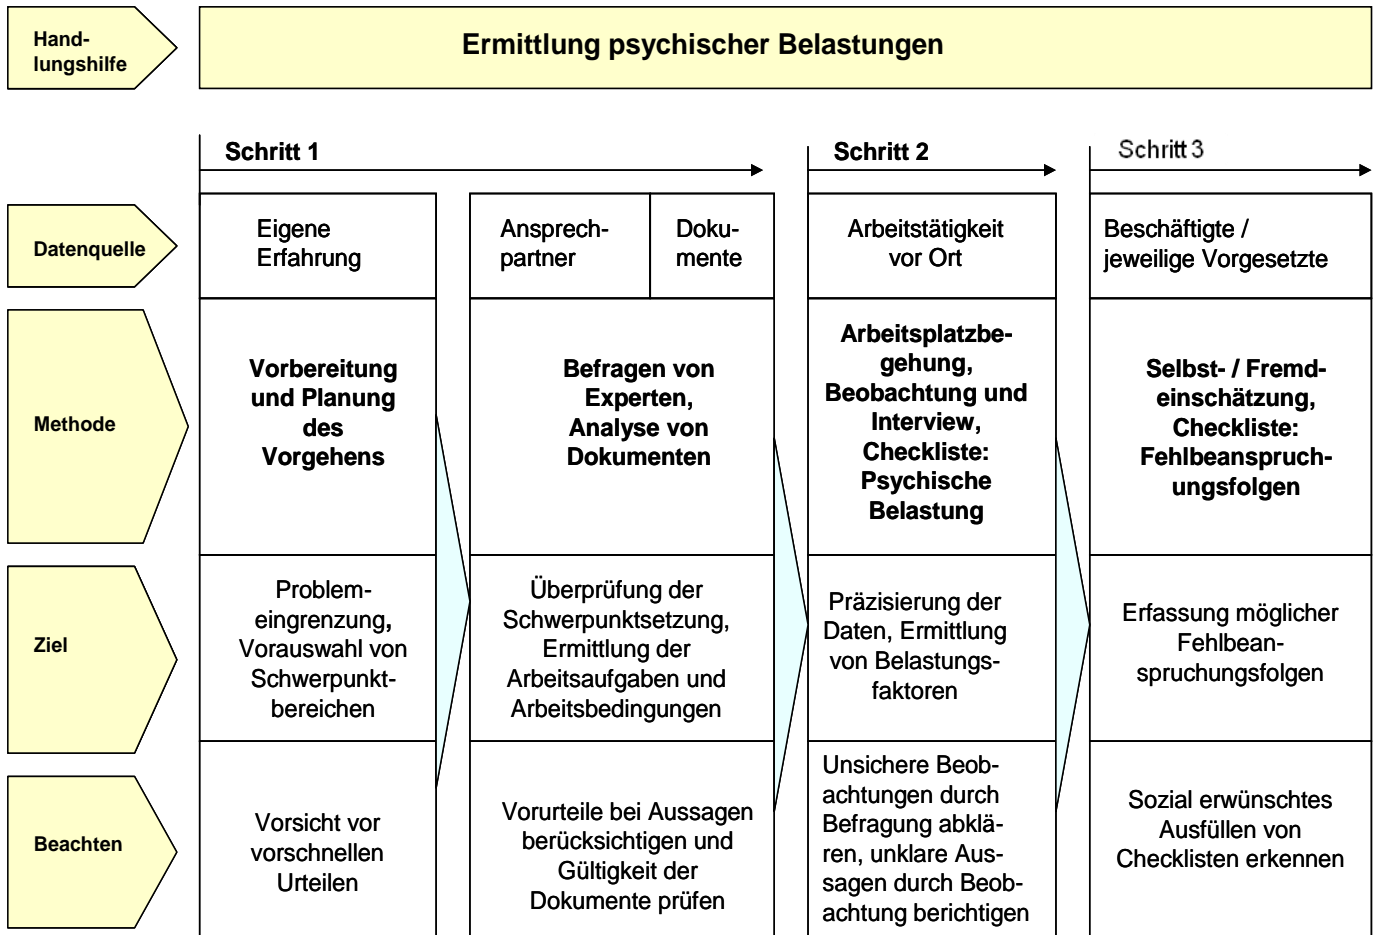 Hand-
lungshilfe
Ermittlung psychischer Belastungen
Schritt 1
Schritt 2
Schritt 3
Datenquelle
Eigene
Erfahrung
Ansprech-
partner
Doku-
mente
Arbeitstätigkeit
vor Ort
Beschäftigte /
jeweilige Vorgesetzte
Methode
Vorbereitung
und Planung
des
Vorgehens
Befragen von
Experten,
Analyse von
Dokumenten
Arbeitsplatzbe-
gehung,
Beobachtung und
Interview,
Checkliste:
Psychische
Belastung
Selbst- / Fremd-
einschätzung,
Checkliste:
Fehlbeanspruch-
ungsfolgen
Ziel
Problem-
eingrenzung,
Vorauswahl von
Schwerpunkt-
bereichen
Überprüfung der
Schwerpunktsetzung,
Ermittlung der
Arbeitsaufgaben und
Arbeitsbedingungen
Präzisierung der
Daten, Ermittlung
von Belastungs-
faktoren
Erfassung möglicher
Fehlbean-
spruchungsfolgen
Beachten
Vorsicht vor
vorschnellen
Urteilen
Vorurteile bei Aussagen
berücksichtigen und
Gültigkeit der
Dokumente prüfen
Unsichere Beob-
achtungen durch
Befragung abklä-
ren, unklare Aus-
sagen durch Beob-
achtung berichtigen
Sozial erwünschtes
Ausfüllen von
Checklisten erkennen